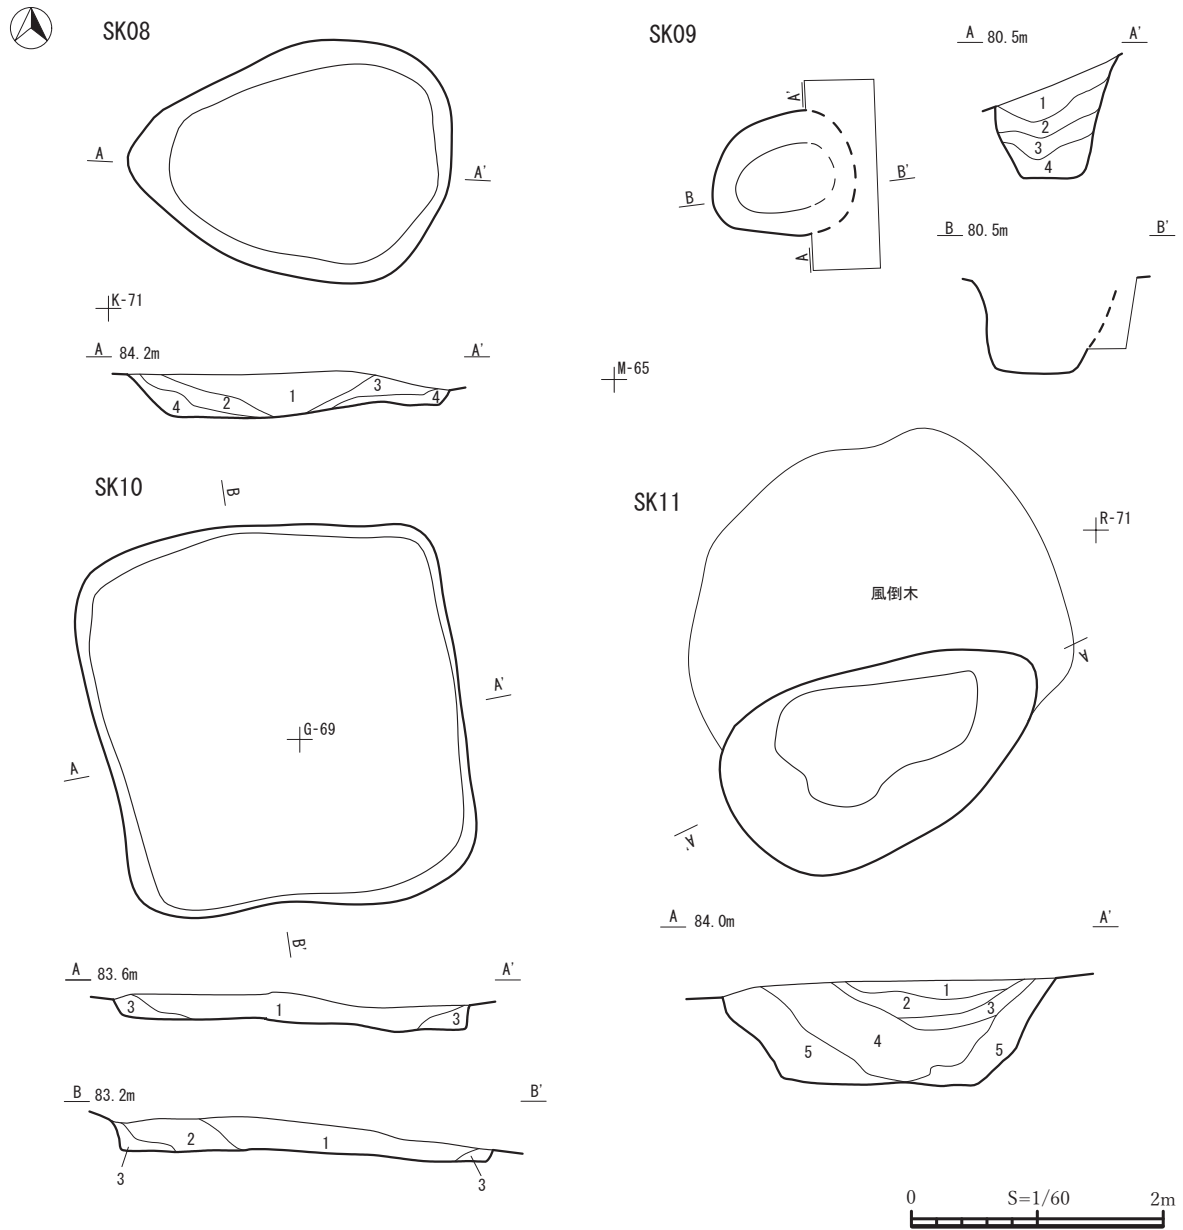 SK08
A
A'
K-71
A 84.2m A'
1
2
3
4
4
SK09
A'
B
B'
A
A 80.5m A'
1
2
3
4
B 80.5m B'
M-65
SK10
B
A'
G-69
A
B'
A 83.6m A'
3
1
3
B 83.2m B'
2
1
3
3
SK11
R-71
風倒木
A
A'
A 84.0m A'
1
2
3
4
5
5
0 S=1/60 2m